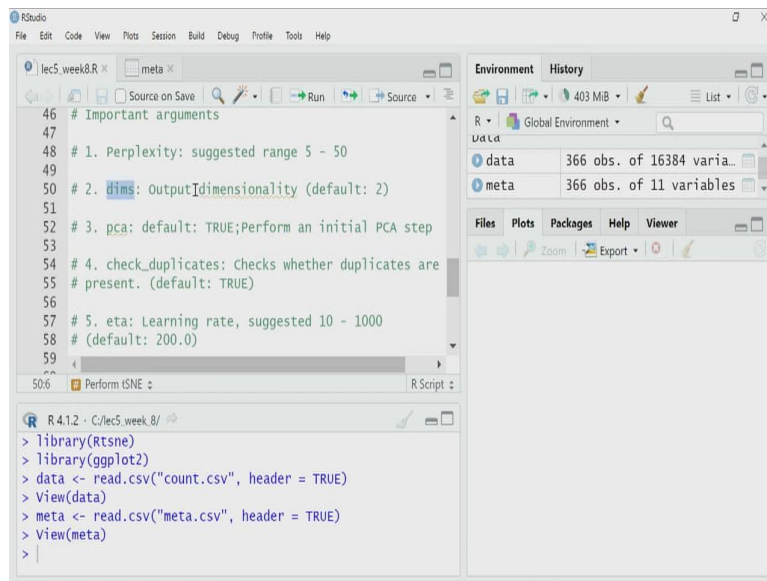 RStudio
File Edit Code View Plots Session Build Debug Profile Tools Help
lec5_week8.R × meta ×
Source on Save Run Source
46 # Important arguments
47
48 # 1. Perplexity: suggested range 5 - 50
49
50 # 2. dims: Output dimensionality (default: 2)
51
52 # 3. pca: default: TRUE;Perform an initial PCA step
53
54 # 4. check_duplicates: Checks whether duplicates are
55 # present. (default: TRUE)
56
57 # 5. eta: Learning rate, suggested 10 - 1000
58 # (default: 200.0)
59
50:6 # Perform tSNE R Script
R 4.1.2 · C:/lec5_week_8/
> library(Rtsne)
> library(ggplot2)
> data <- read.csv("count.csv", header = TRUE)
> View(data)
> meta <- read.csv("meta.csv", header = TRUE)
> View(meta)
>
Environment History
403 MiB List
R Global Environment
data 366 obs. of 16384 varia…
meta 366 obs. of 11 variables
Files Plots Packages Help Viewer
Zoom Export